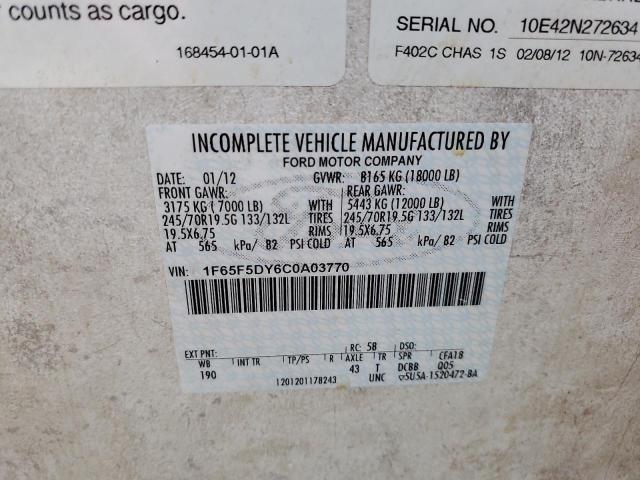 r counts as cargo.
168454-01-01A
SERIAL NO. 10E42N272634
F402C CHAS 1S 02/08/12 10N-72634
INCOMPLETE VEHICLE MANUFACTURED BY
FORD MOTOR COMPANY
DATE: 01/12 GVWR: 8165 KG (18000 LB)
FRONT GAWR: REAR GAWR:
3175 KG ( 7000 LB) WITH 5443 KG (12000 LB) WITH
245/70R19.5G 133/132L TIRES 245/70R19.5G 133/132L TIRES
19.5X6.75 RIMS 19.5X6.75 RIMS
AT 565 kPa/ 82 PSI COLD AT 565 kPa/ 82 PSI COLD
VIN: 1F65F5DY6C0A03770
EXT PNT: RC: 58 DSO:
WB INT TR TP/PS R AXLE TR SPR CFA18
190 43 T DCBB Q05
1201201178243 UNC 5U5A-1520472-BA